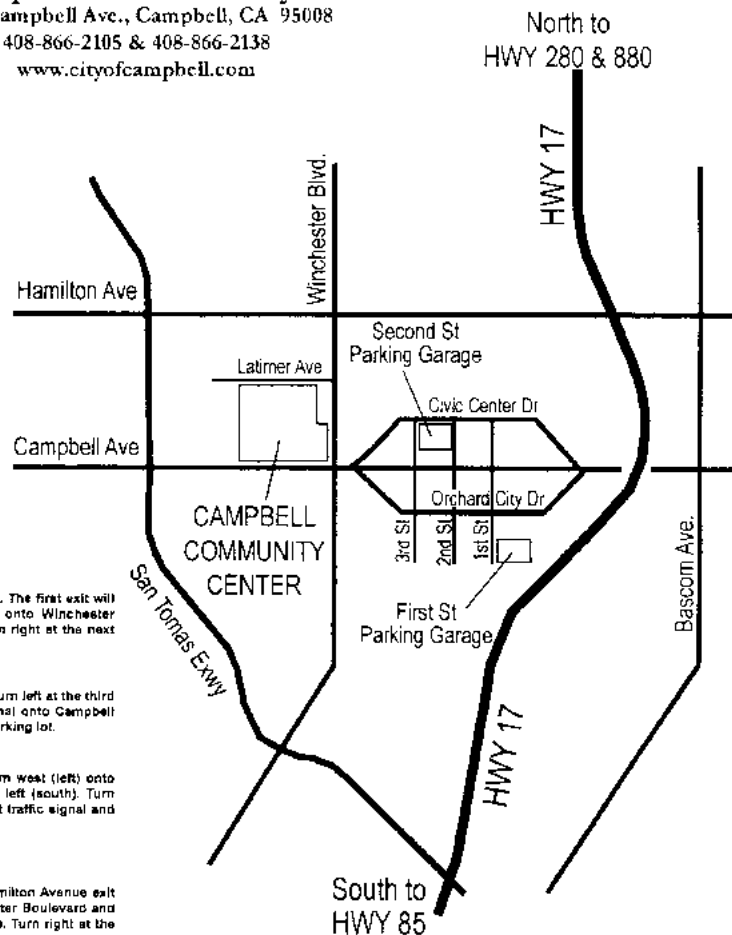 ampbell Ave., Campbell, CA 95008
408-866-2105 & 408-866-2138
www.cityofcampbell.com
North to
HWY 280 & 880
HWY 17
Winchester Blvd.
Hamilton Ave
Second St
Parking Garage
Latimer Ave
Civic Center Dr
Campbell Ave
Orchard City Dr
CAMPBELL
COMMUNITY
CENTER
3rd St
2nd St
1st St
Bascom Ave.
First St
Parking Garage
San Tomas Exwy
. The first exit will
onto Winchester
n right at the next
urn left at the third
nal onto Campbell
rking lot.
rn west (left) onto
left (south). Turn
t traffic signal and
HWY 17
milton Avenue exit
ter Boulevard and
. Turn right at the
South to
HWY 85